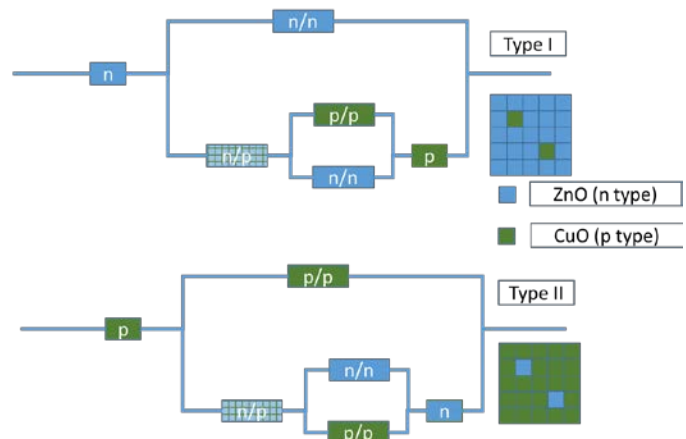 n/n
Type I
n
p/p
n/p
p
n/n
ZnO (n type)
CuO (p type)
p/p
Type II
p
n/n
n/p
n
p/p